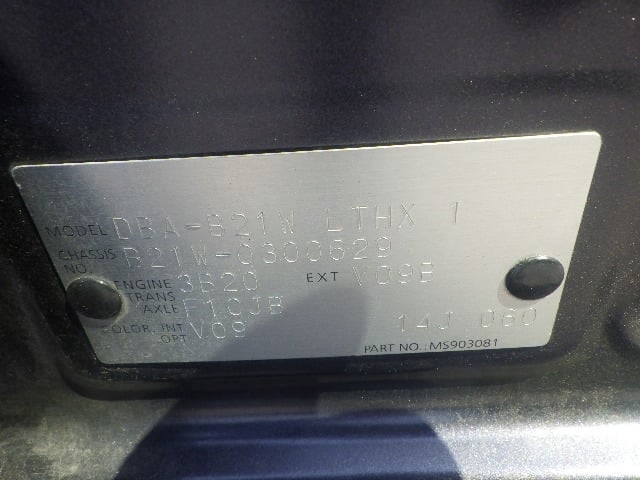 MODEL DBA-B21W LTHX 1
CHASSIS NO. B21W-0300629
ENGINE 3B20 EXT V09B
TRANS AXLE F1CJB
COLOR, INT V09
OPT 14J 060
PART NO.: MS903081